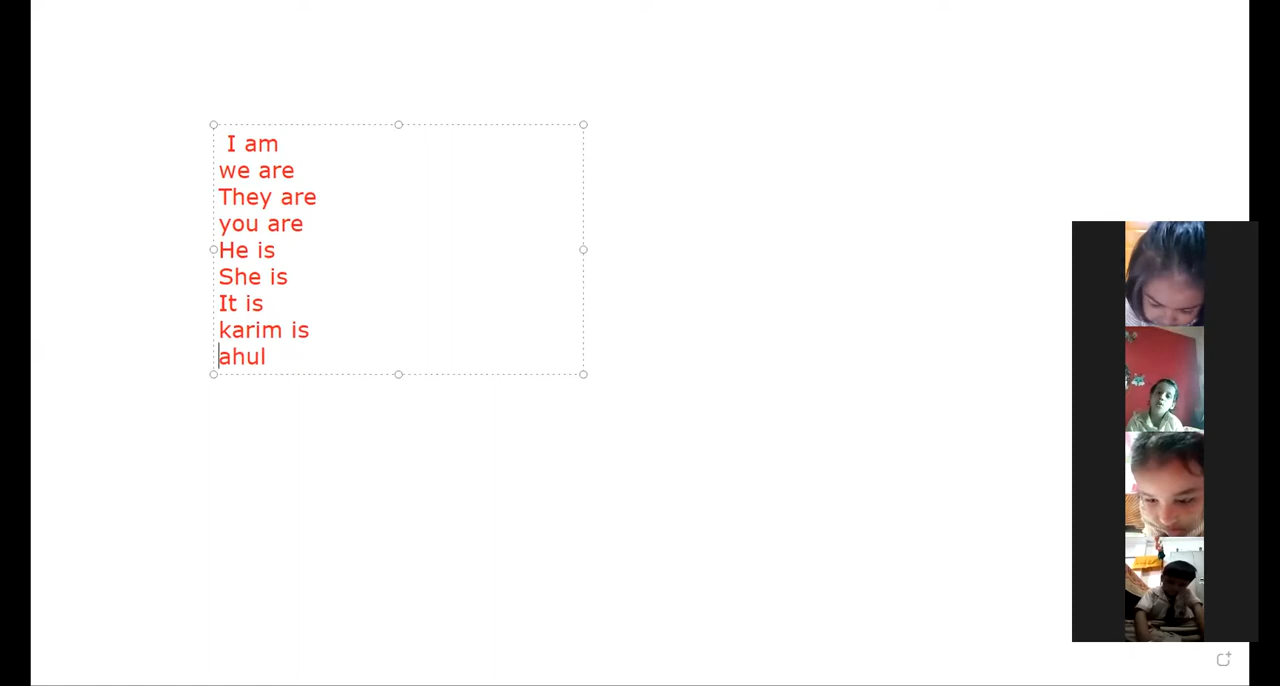 I am
we are
They are
you are
He is
She is
It is
karim is
ahul